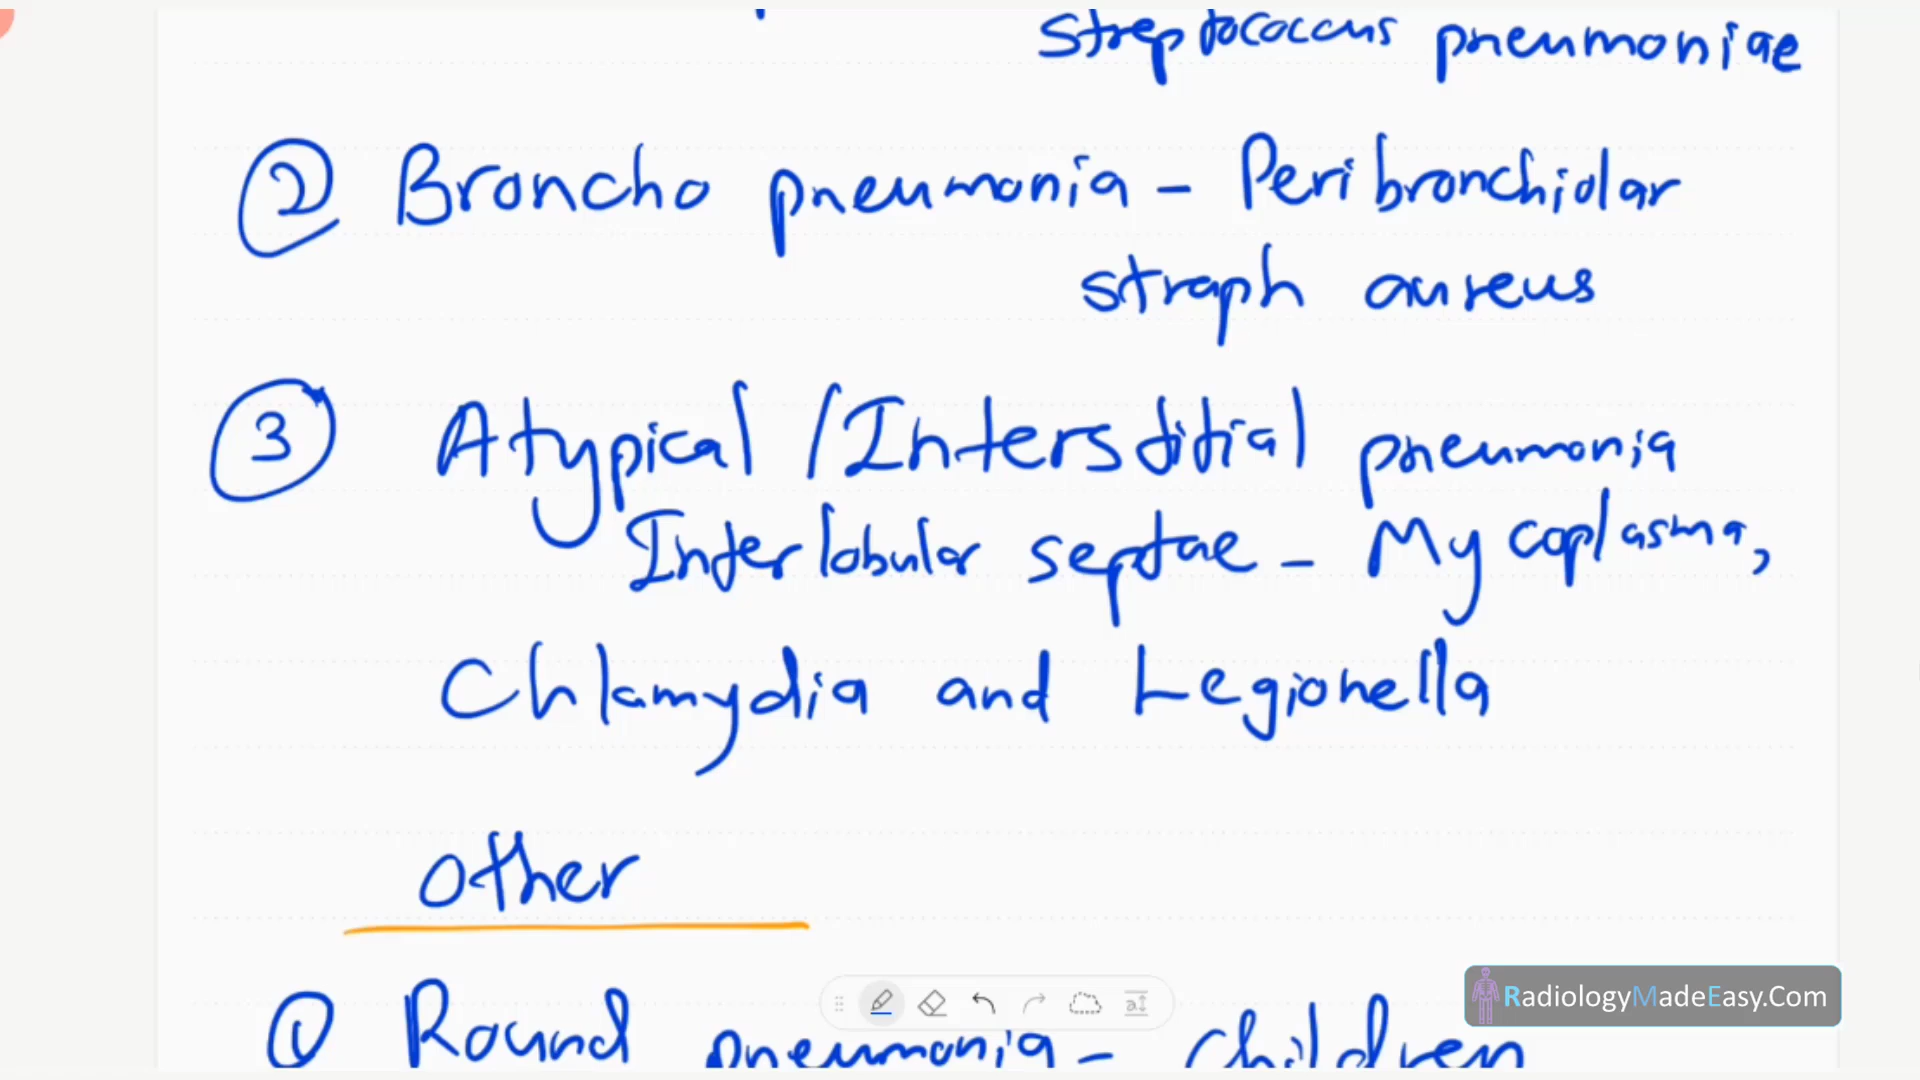 streptococcus pneumoniae
② Broncho pneumonia - Peribronchiolar
straph aureus
③ Atypical / Interstitial pneumonia
Interlobular septae - Mycoplasma,
Chlamydia and Legionella
other
① Round pneumonia - children
RadiologyMadeEasy.Com